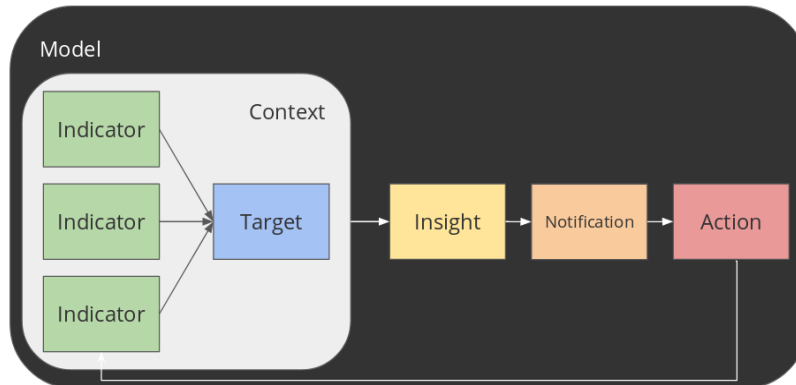 Model
Context
Indicator
Indicator
Indicator
Target
Insight
Notification
Action